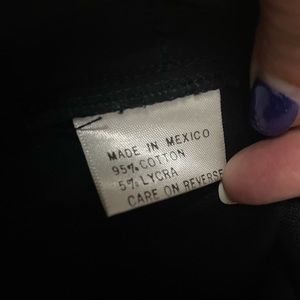 MADE IN MEXICO
95% COTTON
5% LYCRA
CARE ON REVERSE